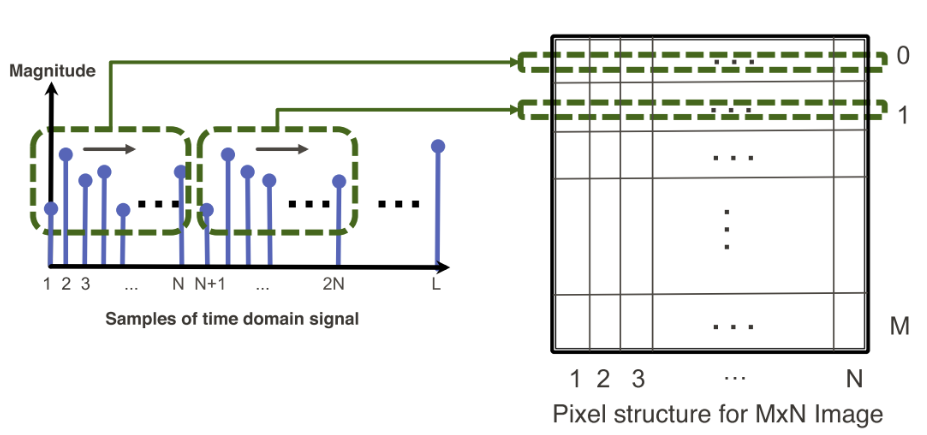 Magnitude
1 2 3 ... N N+1 ... 2N L
Samples of time domain signal
0
1
M
1 2 3 ... N
Pixel structure for MxN Image